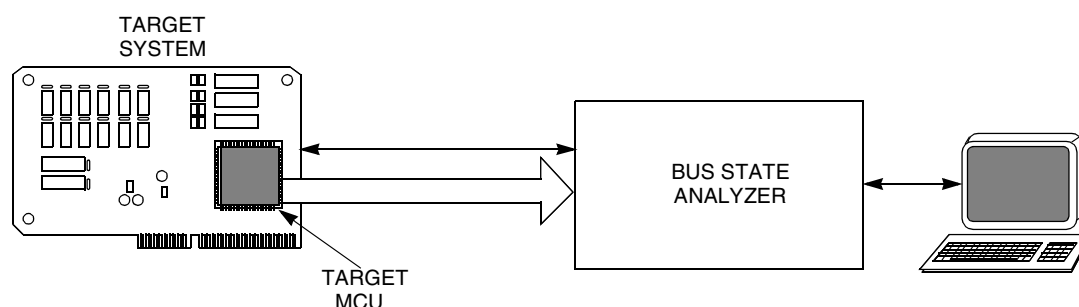 TARGET
SYSTEM
BUS STATE
ANALYZER
TARGET
MCU